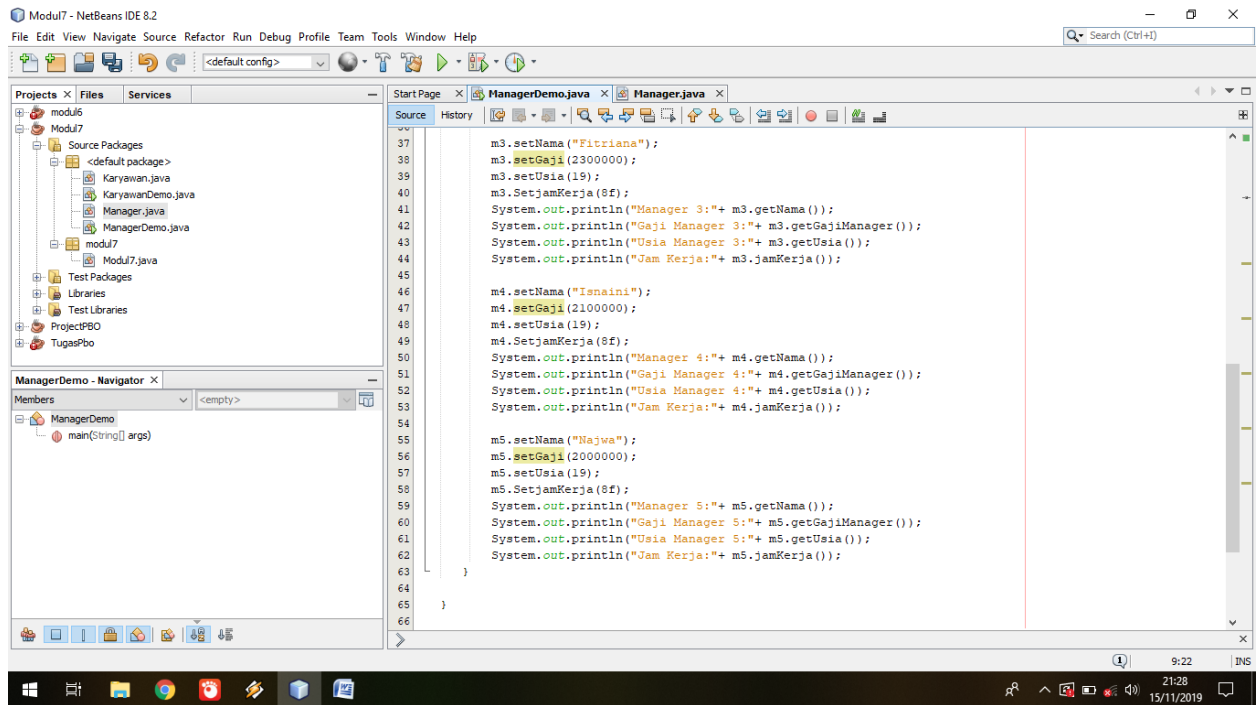 Modul7 - NetBeans IDE 8.2
File Edit View Navigate Source Refactor Run Debug Profile Team Tools Window Help
Search (Ctrl+I)
<default config>
Projects Files Services
modul6
Modul7
Source Packages
<default package>
Karyawan.java
KaryawanDemo.java
Manager.java
ManagerDemo.java
modul7
Modul7.java
Test Packages
Libraries
Test Libraries
ProjectPBO
TugasPbo
ManagerDemo - Navigator
Members <empty>
ManagerDemo
main(String[] args)
Start Page ManagerDemo.java Manager.java
Source History
36
37 m3.setNama("Fitriana");
38 m3.setGaji(2300000);
39 m3.setUsia(19);
40 m3.SetjamKerja(8f);
41 System.out.println("Manager 3:"+ m3.getNama());
42 System.out.println("Gaji Manager 3:"+ m3.getGajiManager());
43 System.out.println("Usia Manager 3:"+ m3.getUsia());
44 System.out.println("Jam Kerja:"+ m3.jamKerja());
45
46 m4.setNama("Isnaini");
47 m4.setGaji(2100000);
48 m4.setUsia(19);
49 m4.SetjamKerja(8f);
50 System.out.println("Manager 4:"+ m4.getNama());
51 System.out.println("Gaji Manager 4:"+ m4.getGajiManager());
52 System.out.println("Usia Manager 4:"+ m4.getUsia());
53 System.out.println("Jam Kerja:"+ m4.jamKerja());
54
55 m5.setNama("Najwa");
56 m5.setGaji(2000000);
57 m5.setUsia(19);
58 m5.SetjamKerja(8f);
59 System.out.println("Manager 5:"+ m5.getNama());
60 System.out.println("Gaji Manager 5:"+ m5.getGajiManager());
61 System.out.println("Usia Manager 5:"+ m5.getUsia());
62 System.out.println("Jam Kerja:"+ m5.jamKerja());
63 }
64
65 }
66
1 9:22 INS
21:28
15/11/2019